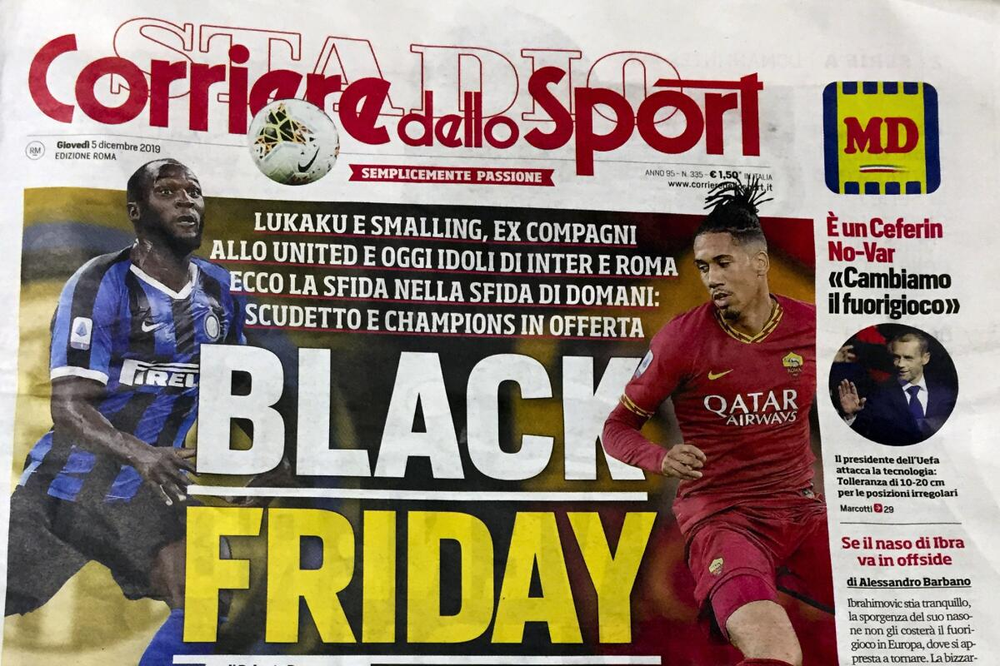 STADIO
Corriere dello Sport
RM
Giovedì 5 dicembre 2019
EDIZIONE ROMA
SEMPLICEMENTE PASSIONE
ANNO 95 - N. 335 - € 1,50* IN ITALIA
www.corrieredellosport.it
MD
LUKAKU E SMALLING, EX COMPAGNI
ALLO UNITED E OGGI IDOLI DI INTER E ROMA
ECCO LA SFIDA NELLA SFIDA DI DOMANI:
SCUDETTO E CHAMPIONS IN OFFERTA
BLACK
FRIDAY
PIREL
QATAR
AIRWAYS
ROMA
È un Ceferin
No-Var
«Cambiamo
il fuorigioco»
Il presidente dell'Uefa
attacca la tecnologia:
Tolleranza di 10-20 cm
per le posizioni irregolari
Marcotti 29
Se il naso di Ibra
va in offside
di Alessandro Barbano
Ibrahimovic stia tranquillo,
la sporgenza del suo naso-
ne non gli costerà il fuori-
gioco in Europa, dove si ap-
presta a tornare. La bizzar-